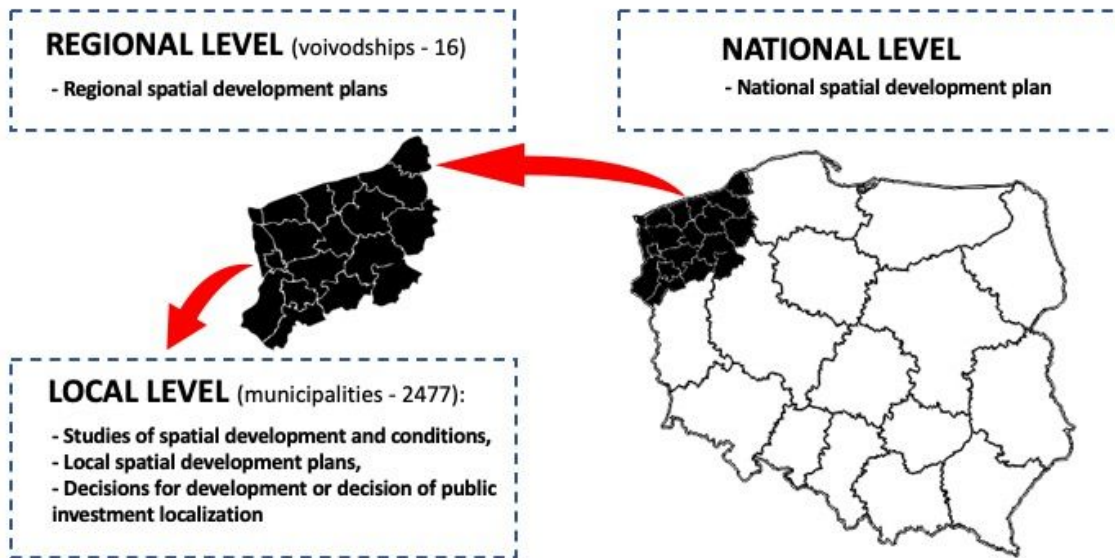 REGIONAL LEVEL (voivodships - 16)
- Regional spatial development plans
NATIONAL LEVEL
- National spatial development plan
LOCAL LEVEL (municipalities - 2477):
- Studies of spatial development and conditions,
- Local spatial development plans,
- Decisions for development or decision of public
investment localization